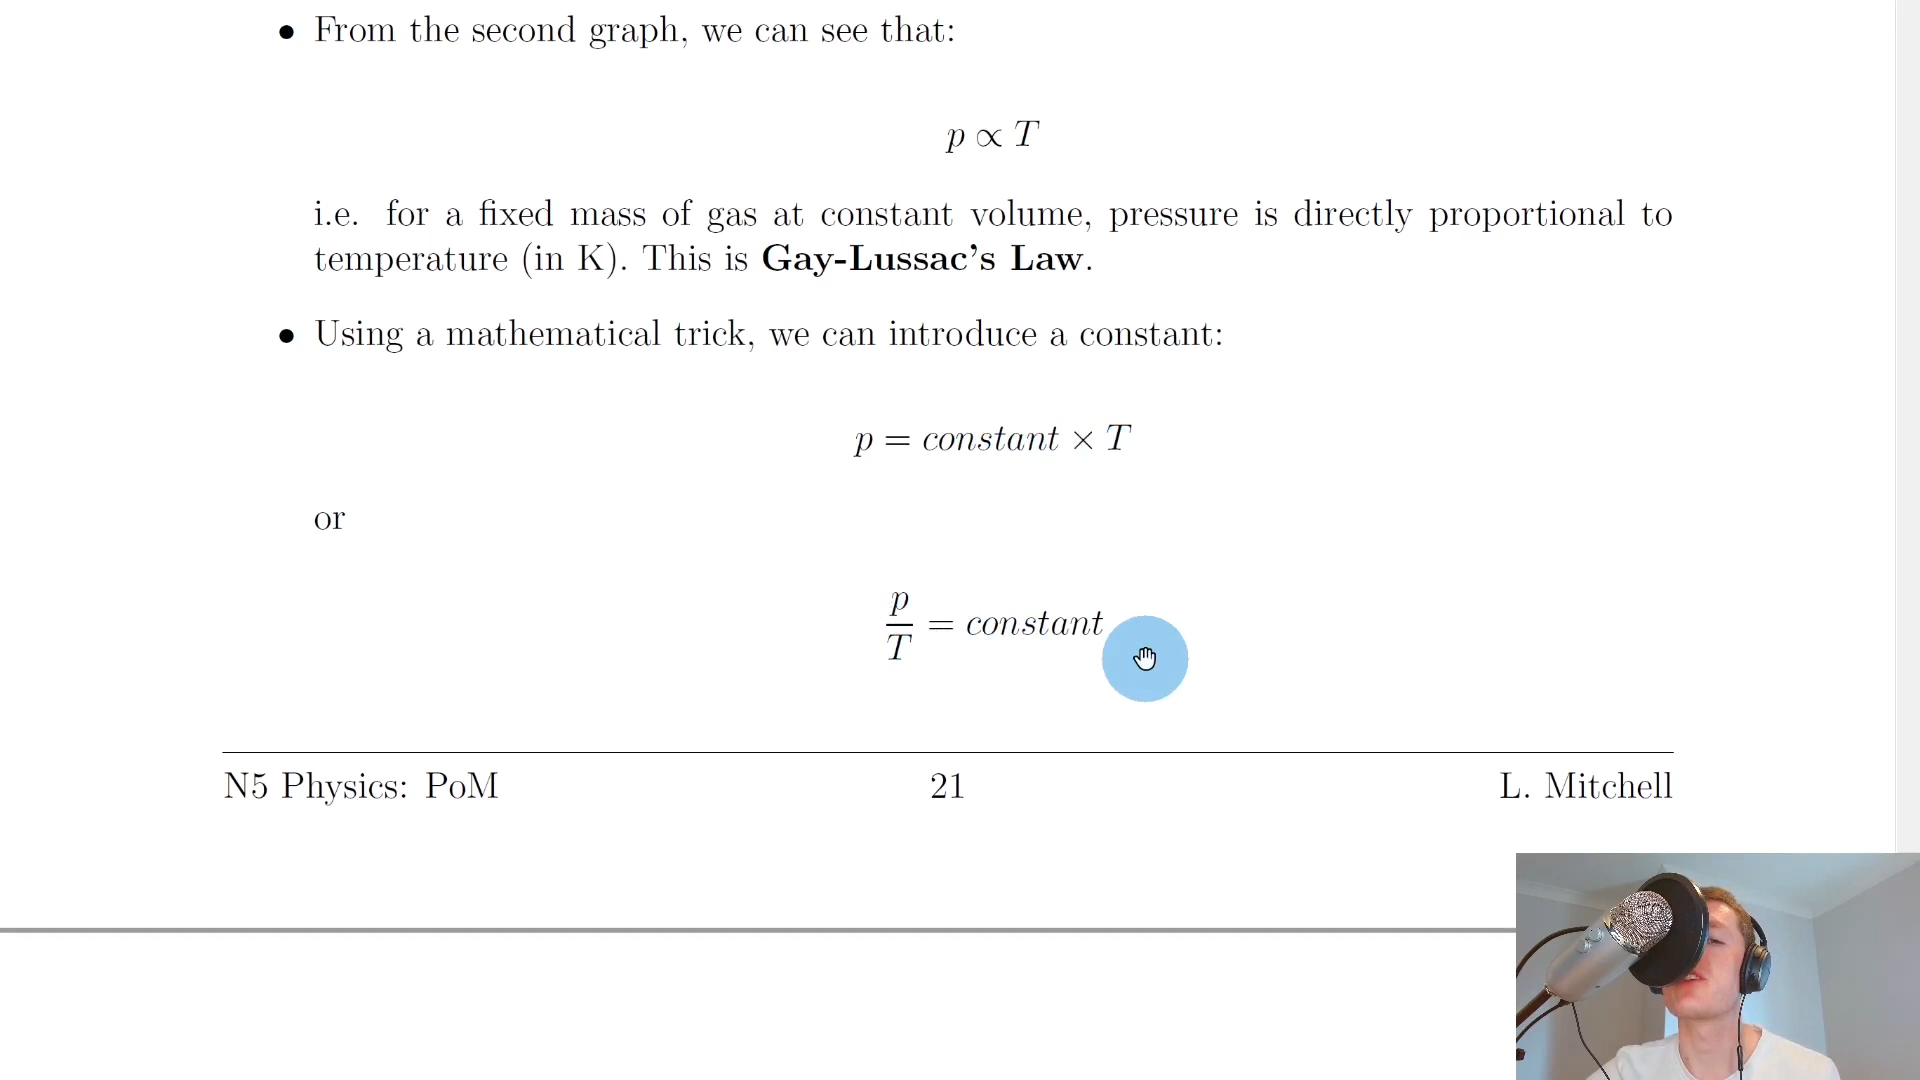 • From the second graph, we can see that:
p ∝ T
i.e. for a fixed mass of gas at constant volume, pressure is directly proportional to
temperature (in K). This is Gay-Lussac’s Law.
• Using a mathematical trick, we can introduce a constant:
p = constant × T
or
p/T = constant
N5 Physics: PoM 21 L. Mitchell